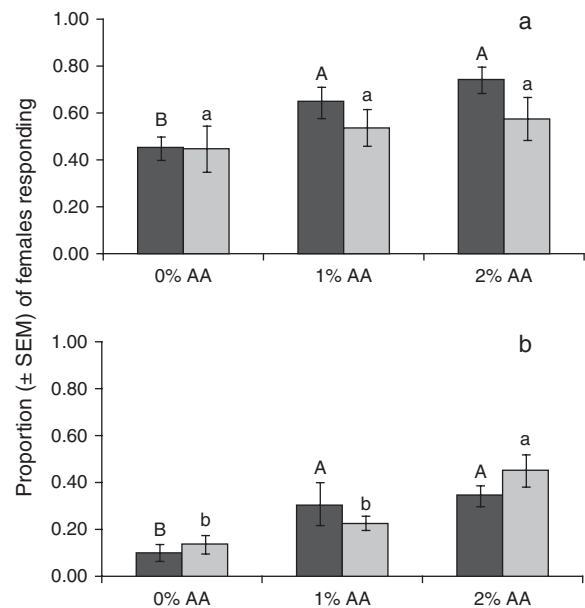 Proportion (± SEM) of females responding
a
1.00
0.80
0.60
0.40
0.20
0.00
B
a
A
a
A
a
0% AA
1% AA
2% AA
b
1.00
0.80
0.60
0.40
0.20
0.00
B
b
A
b
A
a
0% AA
1% AA
2% AA